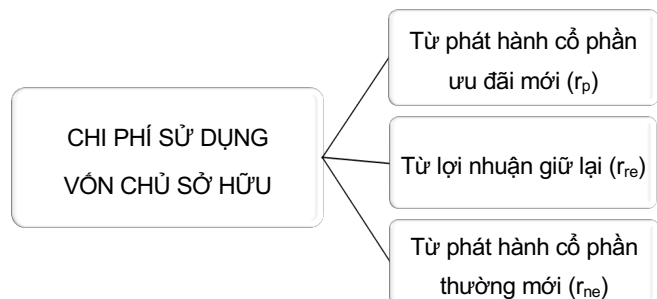 CHI PHÍ SỬ DỤNG
VỐN CHỦ SỞ HỮU
Từ phát hành cổ phần
ưu đãi mới (rp)
Từ lợi nhuận giữ lại (rre)
Từ phát hành cổ phần
thường mới (rne)